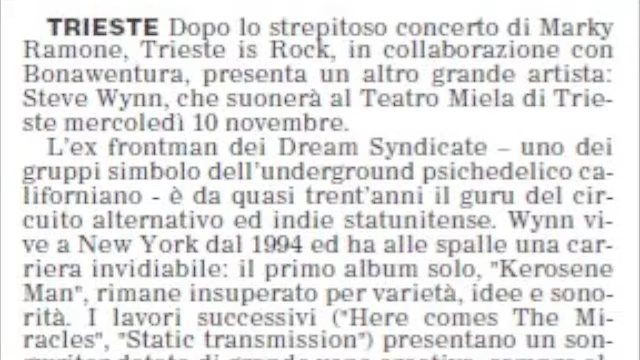 TRIESTE Dopo lo strepitoso concerto di Marky
Ramone, Trieste is Rock, in collaborazione con
Bonawentura, presenta un altro grande artista:
Steve Wynn, che suonerà al Teatro Miela di Trie-
ste mercoledì 10 novembre.
L'ex frontman dei Dream Syndicate – uno dei
gruppi simbolo dell'underground psichedelico ca-
liforniano - è da quasi trent'anni il guru del cir-
cuito alternativo ed indie statunitense. Wynn vi-
ve a New York dal 1994 ed ha alle spalle una car-
riera invidiabile: il primo album solo, "Kerosene
Man", rimane insuperato per varietà, idee e sono-
rità. I lavori successivi ("Here comes The Mi-
racles", "Static transmission") presentano un son-